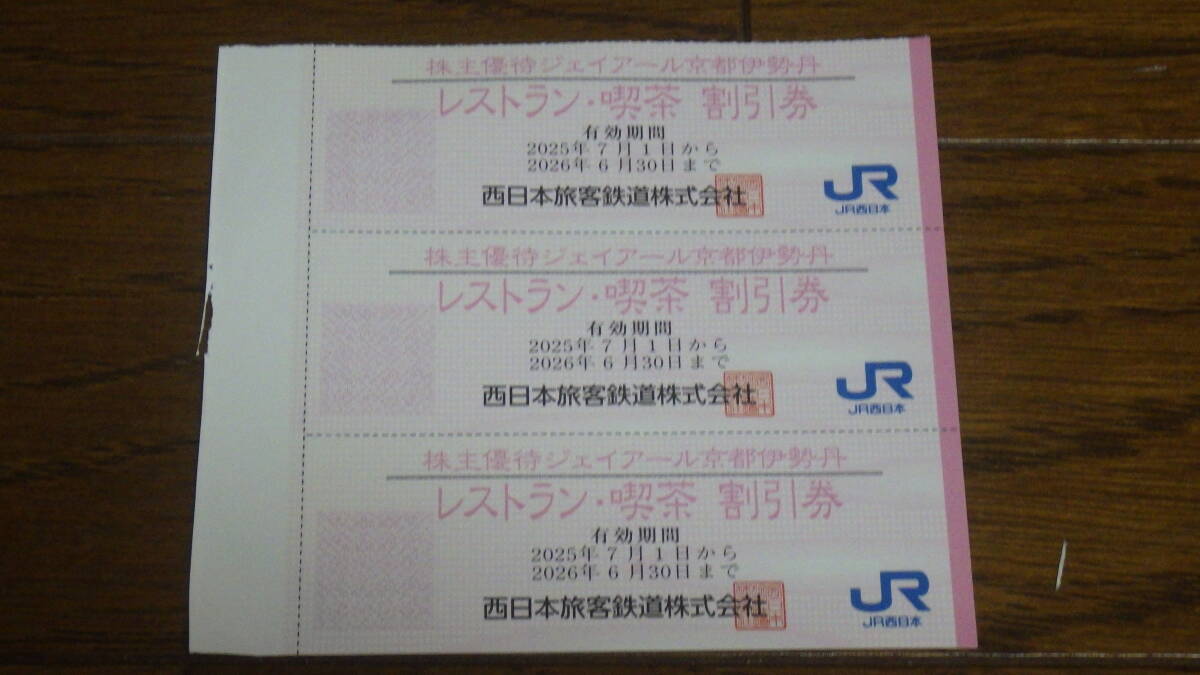 株主優待ジェイアール京都伊勢丹
レストラン・喫茶 割引券
有効期間
2025年 7 月 1 日から
2026年 6 月30日まで
西日本旅客鉄道株式会社
JR
JR西日本
株主優待ジェイアール京都伊勢丹
レストラン・喫茶 割引券
有効期間
2025年 7 月 1 日から
2026年 6 月30日まで
西日本旅客鉄道株式会社
JR
JR西日本
株主優待ジェイアール京都伊勢丹
レストラン・喫茶 割引券
有効期間
2025年 7 月 1 日から
2026年 6 月30日まで
西日本旅客鉄道株式会社
JR
JR西日本